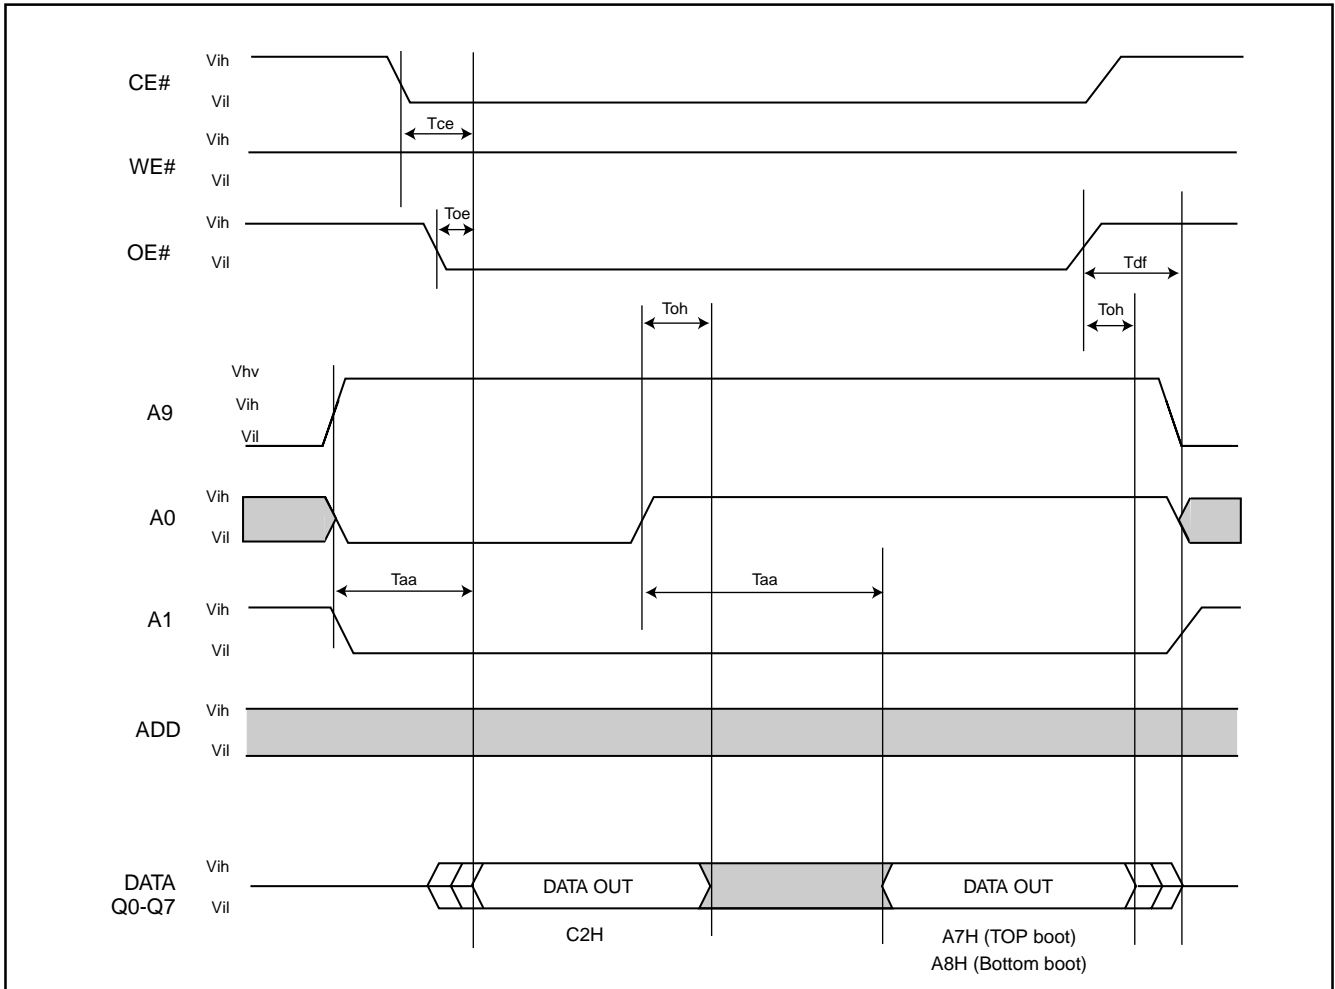 CE#
Vih
Vil
Tce
WE#
Vih
Vil
Toe
OE#
Vih
Vil
Tdf
Toh
Toh
A9
Vhv
Vih
Vil
A0
Vih
Vil
Taa
Taa
A1
Vih
Vil
ADD
Vih
Vil
DATA
Q0-Q7
Vih
Vil
DATA OUT
DATA OUT
C2H
A7H (TOP boot)
A8H (Bottom boot)